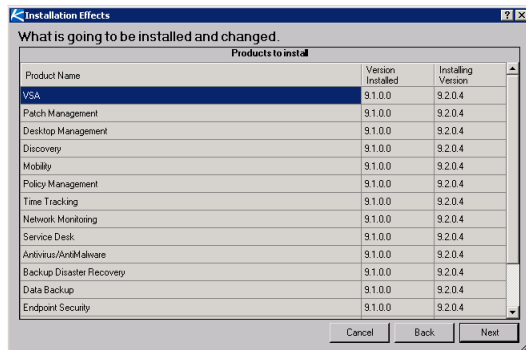 Installation Effects
What is going to be installed and changed.
Products to install
Product Name Version Installed Installing Version
VSA 9.1.0.0 9.2.0.4
Patch Management 9.1.0.0 9.2.0.4
Desktop Management 9.1.0.0 9.2.0.4
Discovery 9.1.0.0 9.2.0.4
Mobility 9.1.0.0 9.2.0.4
Policy Management 9.1.0.0 9.2.0.4
Time Tracking 9.1.0.0 9.2.0.4
Network Monitoring 9.1.0.0 9.2.0.4
Service Desk 9.1.0.0 9.2.0.4
Antivirus/AntiMalware 9.1.0.0 9.2.0.4
Backup Disaster Recovery 9.1.0.0 9.2.0.4
Data Backup 9.1.0.0 9.2.0.4
Endpoint Security 9.1.0.0 9.2.0.4
Cancel Back Next